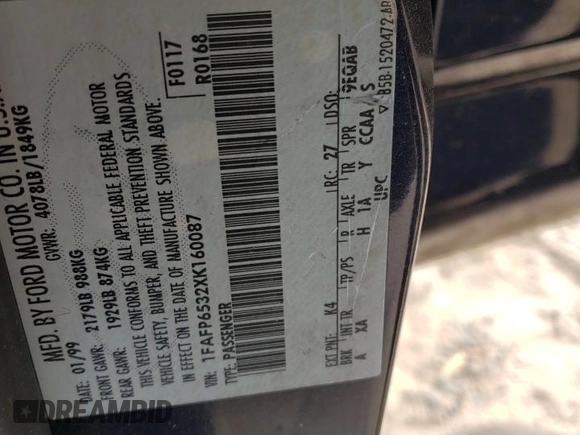 MFD. BY FORD MOTOR CO. IN U.S.A.
01/99 GVWR: 4078LB/1849KG
FRONT GAWR: 2179LB 988KG
REAR GAWR: 1929LB 874KG
THIS VEHICLE CONFORMS TO ALL APPLICABLE FEDERAL MOTOR
VEHICLE SAFETY, BUMPER, AND THEFT PREVENTION STANDARDS
IN EFFECT ON THE DATE OF MANUFACTURE SHOWN ABOVE.
VIN: 1FAFP6532XK160087
TYPE: PASSENGER
F0117
R0168
EXT PNT: K4 RC: 27 DSO:
BRK INT TR TP/PS R AXLE TR SPR 9EQAB
A XA H 1A Y CCAA S
UPC
DREAMBID